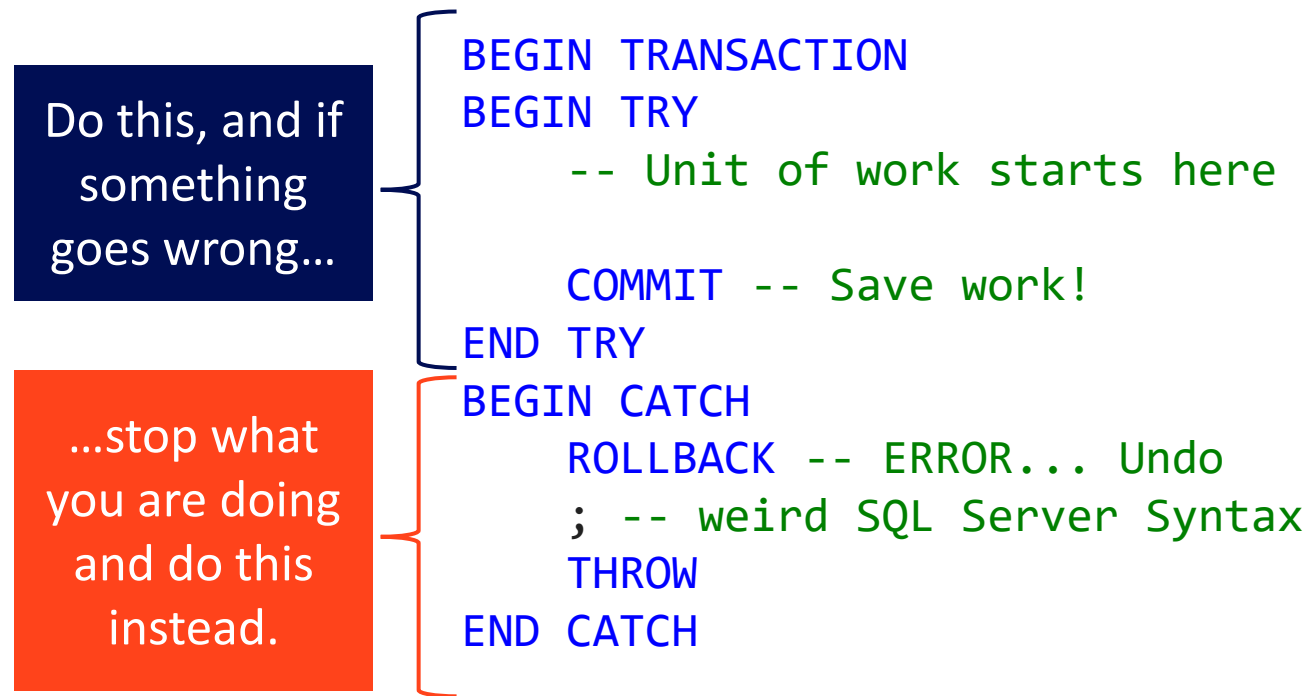 Do this, and if
something
goes wrong…
…stop what
you are doing
and do this
instead.
BEGIN TRANSACTION
BEGIN TRY
-- Unit of work starts here
COMMIT -- Save work!
END TRY
BEGIN CATCH
ROLLBACK -- ERROR... Undo
; -- weird SQL Server Syntax
THROW
END CATCH